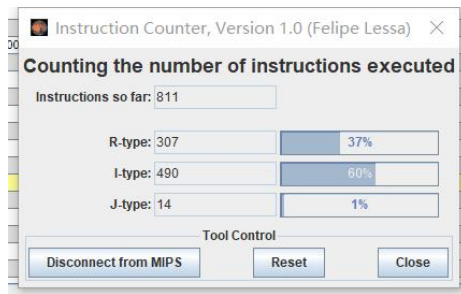 Instruction Counter, Version 1.0 (Felipe Lessa)
Counting the number of instructions executed
Instructions so far: 811
R-type: 307 37%
I-type: 490 60%
J-type: 14 1%
Tool Control
Disconnect from MIPS Reset Close